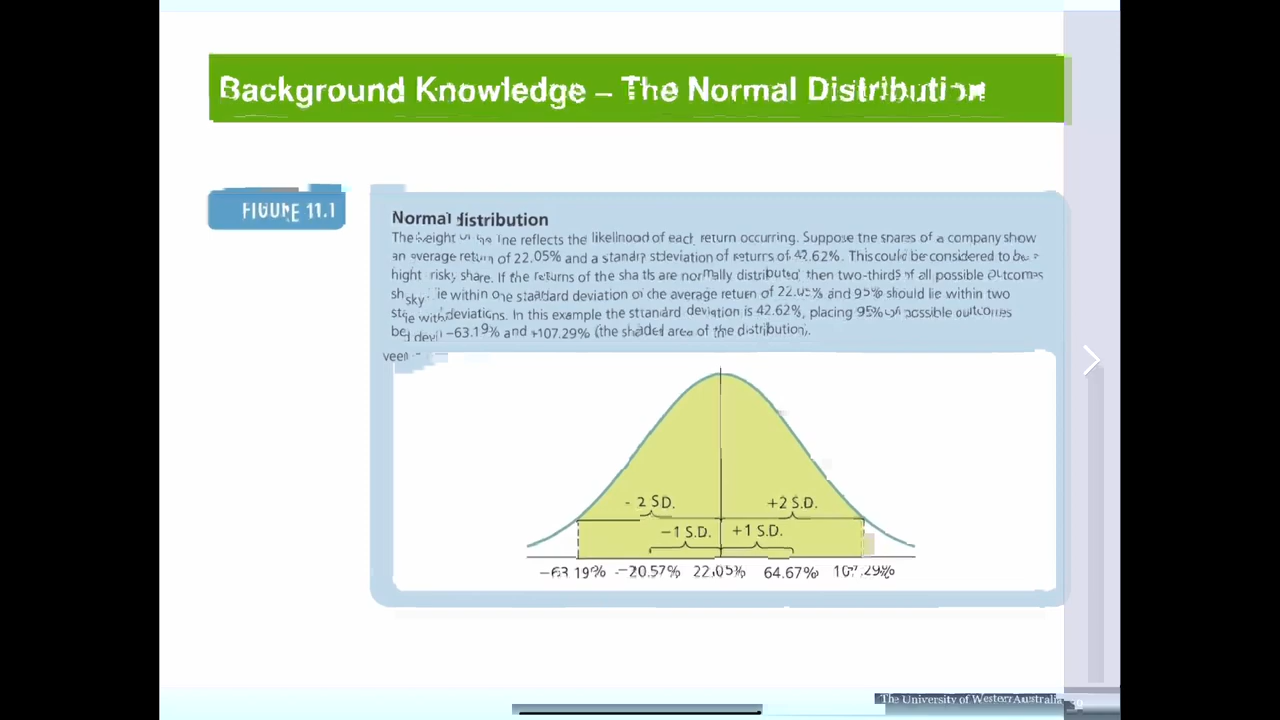 Background Knowledge – The Normal Distribution
FIGURE 11.1
Normal distribution
The height of the line reflects the likelihood of each return occurring. Suppose the shares of a company show
an average return of 22.05% and a standard deviation of returns of 42.62%. This could be considered to be a
risky share. If the returns of the are normally distributed then two-thirds of all possible outcomes
lie within one standard deviation of the average return of 22.05% and 95% should lie within two
deviations. In this example the standard deviation is 42.62%, placing 95% of possible outcomes
−63.19% and +107.29% (the shaded area of the distribution).
- 2 S.D. +2 S.D.
−1 S.D. +1 S.D.
−63.19% −20.57% 22.05% 64.67% 107.29%
The University of Western Australia